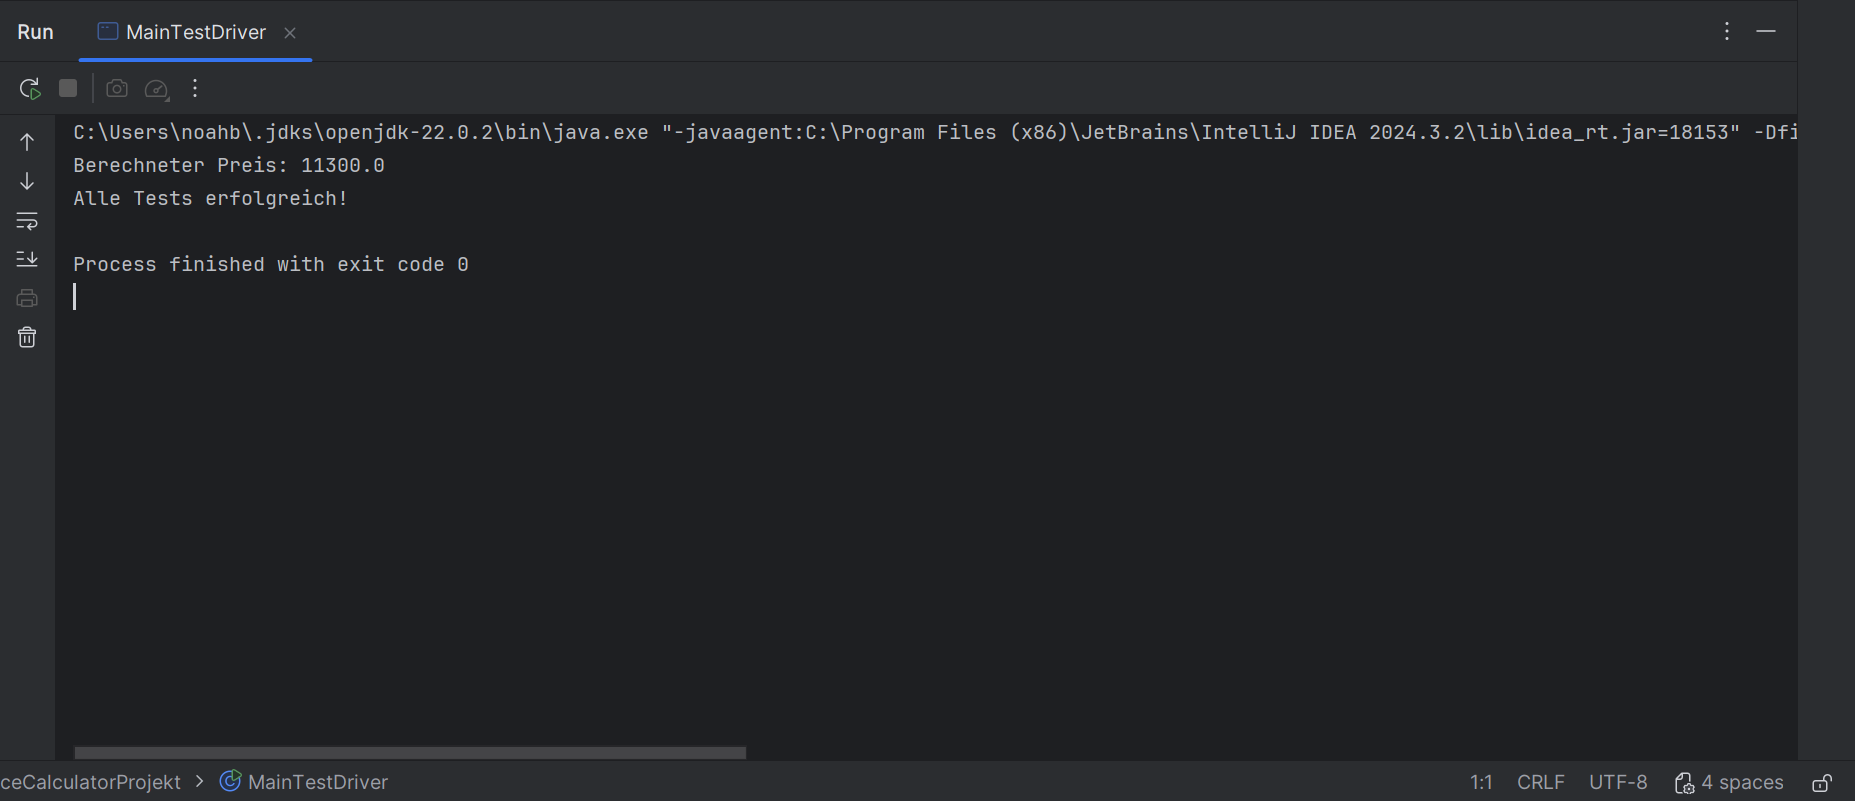 Run MainTestDriver
C:\Users\noahb\.jdks\openjdk-22.0.2\bin\java.exe "-javaagent:C:\Program Files (x86)\JetBrains\IntelliJ IDEA 2024.3.2\lib\idea_rt.jar=18153" -Dfi
Berechneter Preis: 11300.0
Alle Tests erfolgreich!
Process finished with exit code 0
ceCalculatorProjekt > MainTestDriver 1:1 CRLF UTF-8 4 spaces